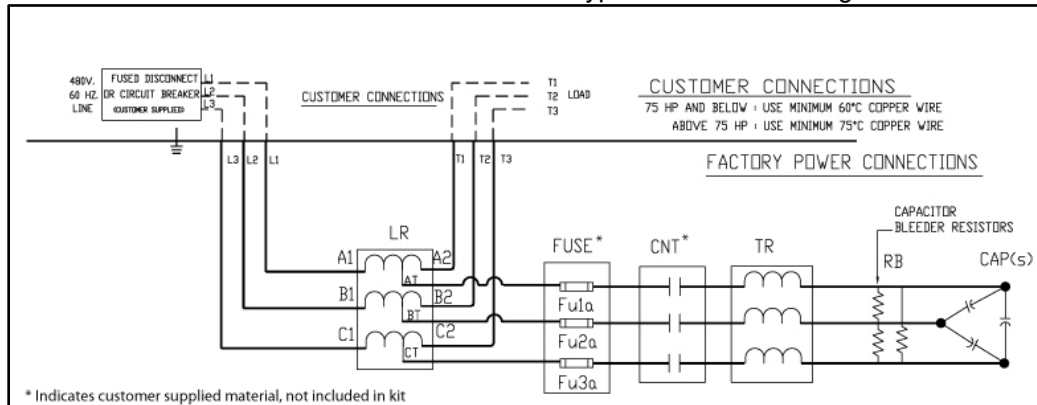 480V. FUSED DISCONNECT L1
60 HZ. OR CIRCUIT BREAKER L2
LINE (CUSTOMER SUPPLIED) L3
CUSTOMER CONNECTIONS
T1
T2 LOAD
T3
CUSTOMER CONNECTIONS
75 HP AND BELOW : USE MINIMUM 60°C COPPER WIRE
ABOVE 75 HP : USE MINIMUM 75°C COPPER WIRE
L3 L2 L1
T1 T2 T3
FACTORY POWER CONNECTIONS
LR
A1 A2
AT
B1 B2
BT
C1 C2
CT
FUSE*
Fu1a
Fu2a
Fu3a
CNT*
TR
CAPACITOR
BLEEDER RESISTORS
RB
CAP(s)
* Indicates customer supplied material, not included in kit